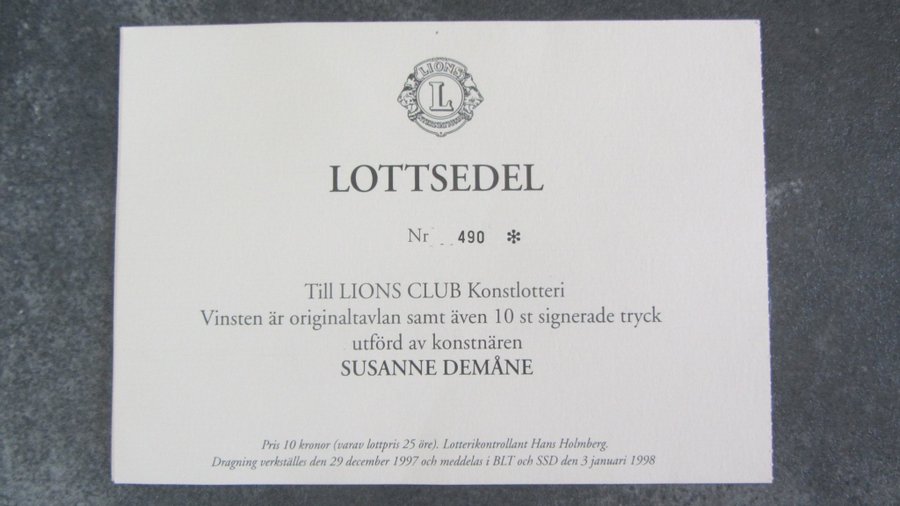 LIONS
L
INTERNATIONAL
LOTTSEDEL
Nr 490 ✻
Till LIONS CLUB Konstlotteri
Vinsten är originaltavlan samt även 10 st signerade tryck
utförd av konstnären
SUSANNE DEMÅNE
Pris 10 kronor (varav lottpris 25 öre). Lotterikontrollant Hans Holmberg.
Dragning verkställes den 29 december 1997 och meddelas i BLT och SSD den 3 januari 1998